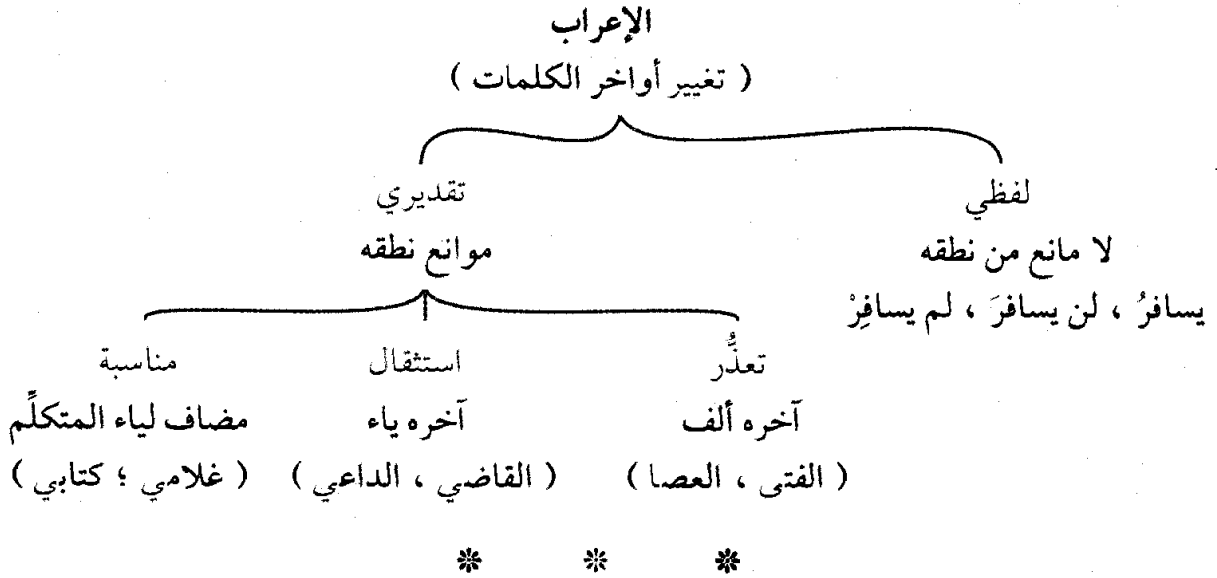 الإعراب
( تغيير أواخر الكلمات )
لفظي تقديري
لا مانع من نطقه موانع نطقه
يسافرُ ، لن يسافرَ ، لم يسافِرْ
تعذُّر استثقال مناسبة
آخره ألف آخره ياء مضاف لياء المتكلِّم
( الفتى ، العصا ) ( القاضي ، الداعي ) ( غلامي ؛ كتابي )